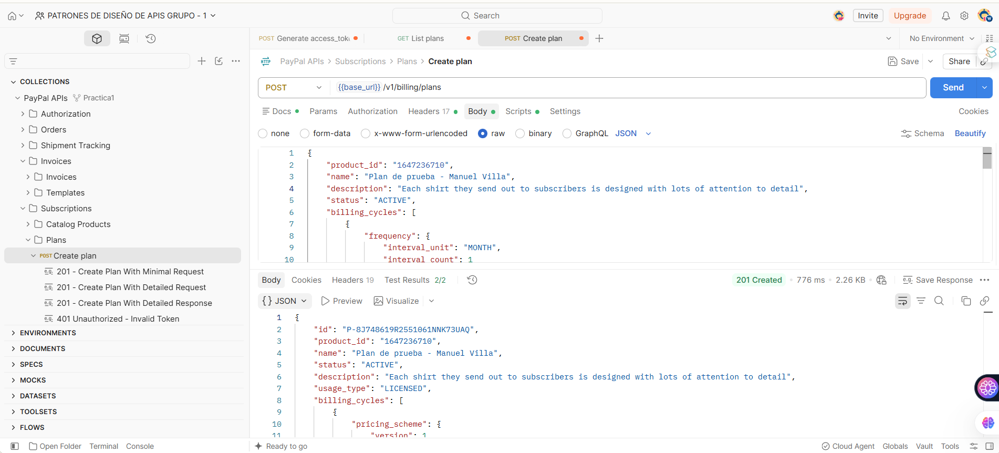 PATRONES DE DISEÑO DE APIS GRUPO - 1
Search
Invite
Upgrade
POST Generate access_tok
GET List plans
POST Create plan
No Environment
COLLECTIONS
PayPal APIs Practica1
Authorization
Orders
Shipment Tracking
Invoices
Invoices
Templates
Subscriptions
Catalog Products
Plans
POST Create plan
e.g. 201 - Create Plan With Minimal Request
e.g. 201 - Create Plan With Detailed Request
e.g. 201 - Create Plan With Detailed Response
e.g. 401 Unauthorized - Invalid Token
ENVIRONMENTS
DOCUMENTS
SPECS
MOCKS
DATASETS
TOOLSETS
FLOWS
HTTP PayPal APIs > Subscriptions > Plans > Create plan
Save
Share
POST {{base_url}} /v1/billing/plans
Send
Docs Params Authorization Headers 17 Body Scripts Settings
Cookies
none form-data x-www-form-urlencoded raw binary GraphQL JSON
Schema Beautify
1 {
2 "product_id": "1647236710",
3 "name": "Plan de prueba - Manuel Villa",
4 "description": "Each shirt they send out to subscribers is designed with lots of attention to detail",
5 "status": "ACTIVE",
6 "billing_cycles": [
7 {
8 "frequency": {
9 "interval_unit": "MONTH",
10 "interval_count": 1
Body Cookies Headers 19 Test Results 2/2
201 Created • 776 ms • 2.26 KB
e.g. Save Response
{} JSON Preview Visualize
1 {
2 "id": "P-8J748619R2551061NNK73UAQ",
3 "product_id": "1647236710",
4 "name": "Plan de prueba - Manuel Villa",
5 "status": "ACTIVE",
6 "description": "Each shirt they send out to subscribers is designed with lots of attention to detail",
7 "usage_type": "LICENSED",
8 "billing_cycles": [
9 {
10 "pricing_scheme": {
11 "version": 1
Open Folder Terminal Console
Ready to go
Cloud Agent Globals Vault Tools